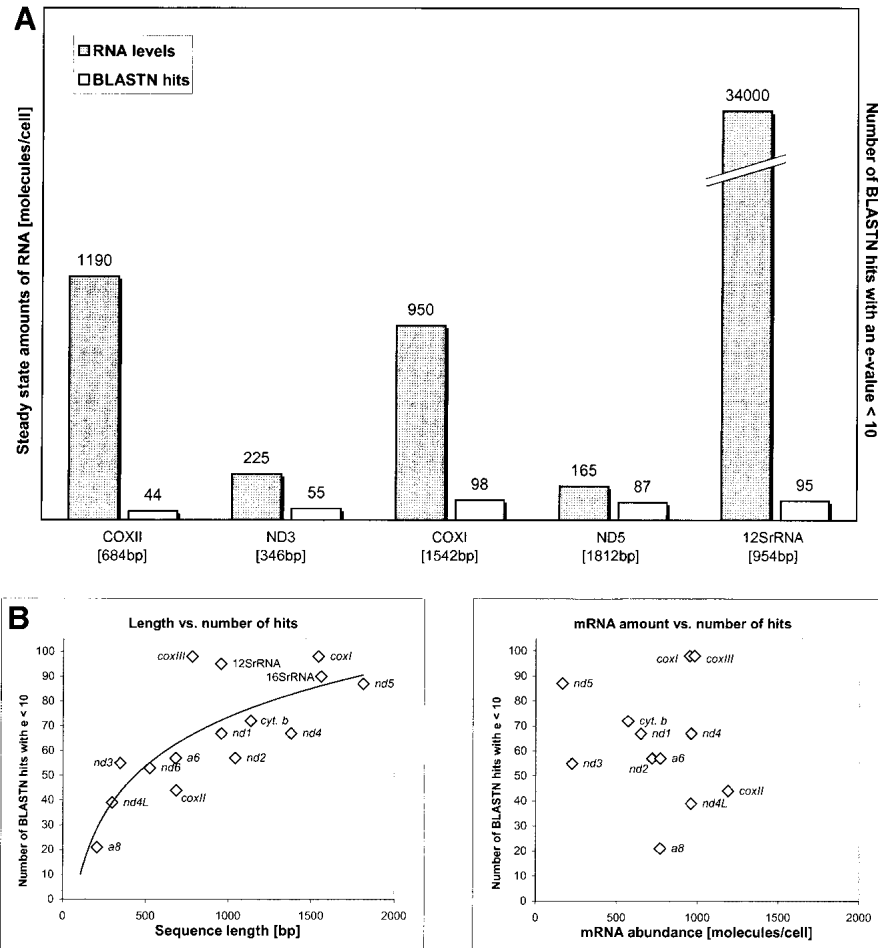 A
RNA levels
BLASTN hits
Steady state amounts of RNA [molecules/cell]
Number of BLASTN hits with an e-value < 10
1190
44
225
55
950
98
165
87
34000
95
COXII
[684bp]
ND3
[346bp]
COXI
[1542bp]
ND5
[1812bp]
12SrRNA
[954bp]
B
Length vs. number of hits
Number of BLASTN hits with e < 10
100
90
80
70
60
50
40
30
20
10
0
coxIII
12SrRNA
coxI
16SrRNA
nd5
cyt. b
nd1
nd4
nd3
nd6
a6
nd2
nd4L
coxII
a8
0
500
1000
1500
2000
Sequence length [bp]
mRNA amount vs. number of hits
Number of BLASTN hits with e < 10
100
90
80
70
60
50
40
30
20
10
0
coxI
coxIII
nd5
cyt. b
nd1
nd4
nd3
nd2
a6
coxII
nd4L
a8
0
500
1000
1500
2000
mRNA abundance [molecules/cell]